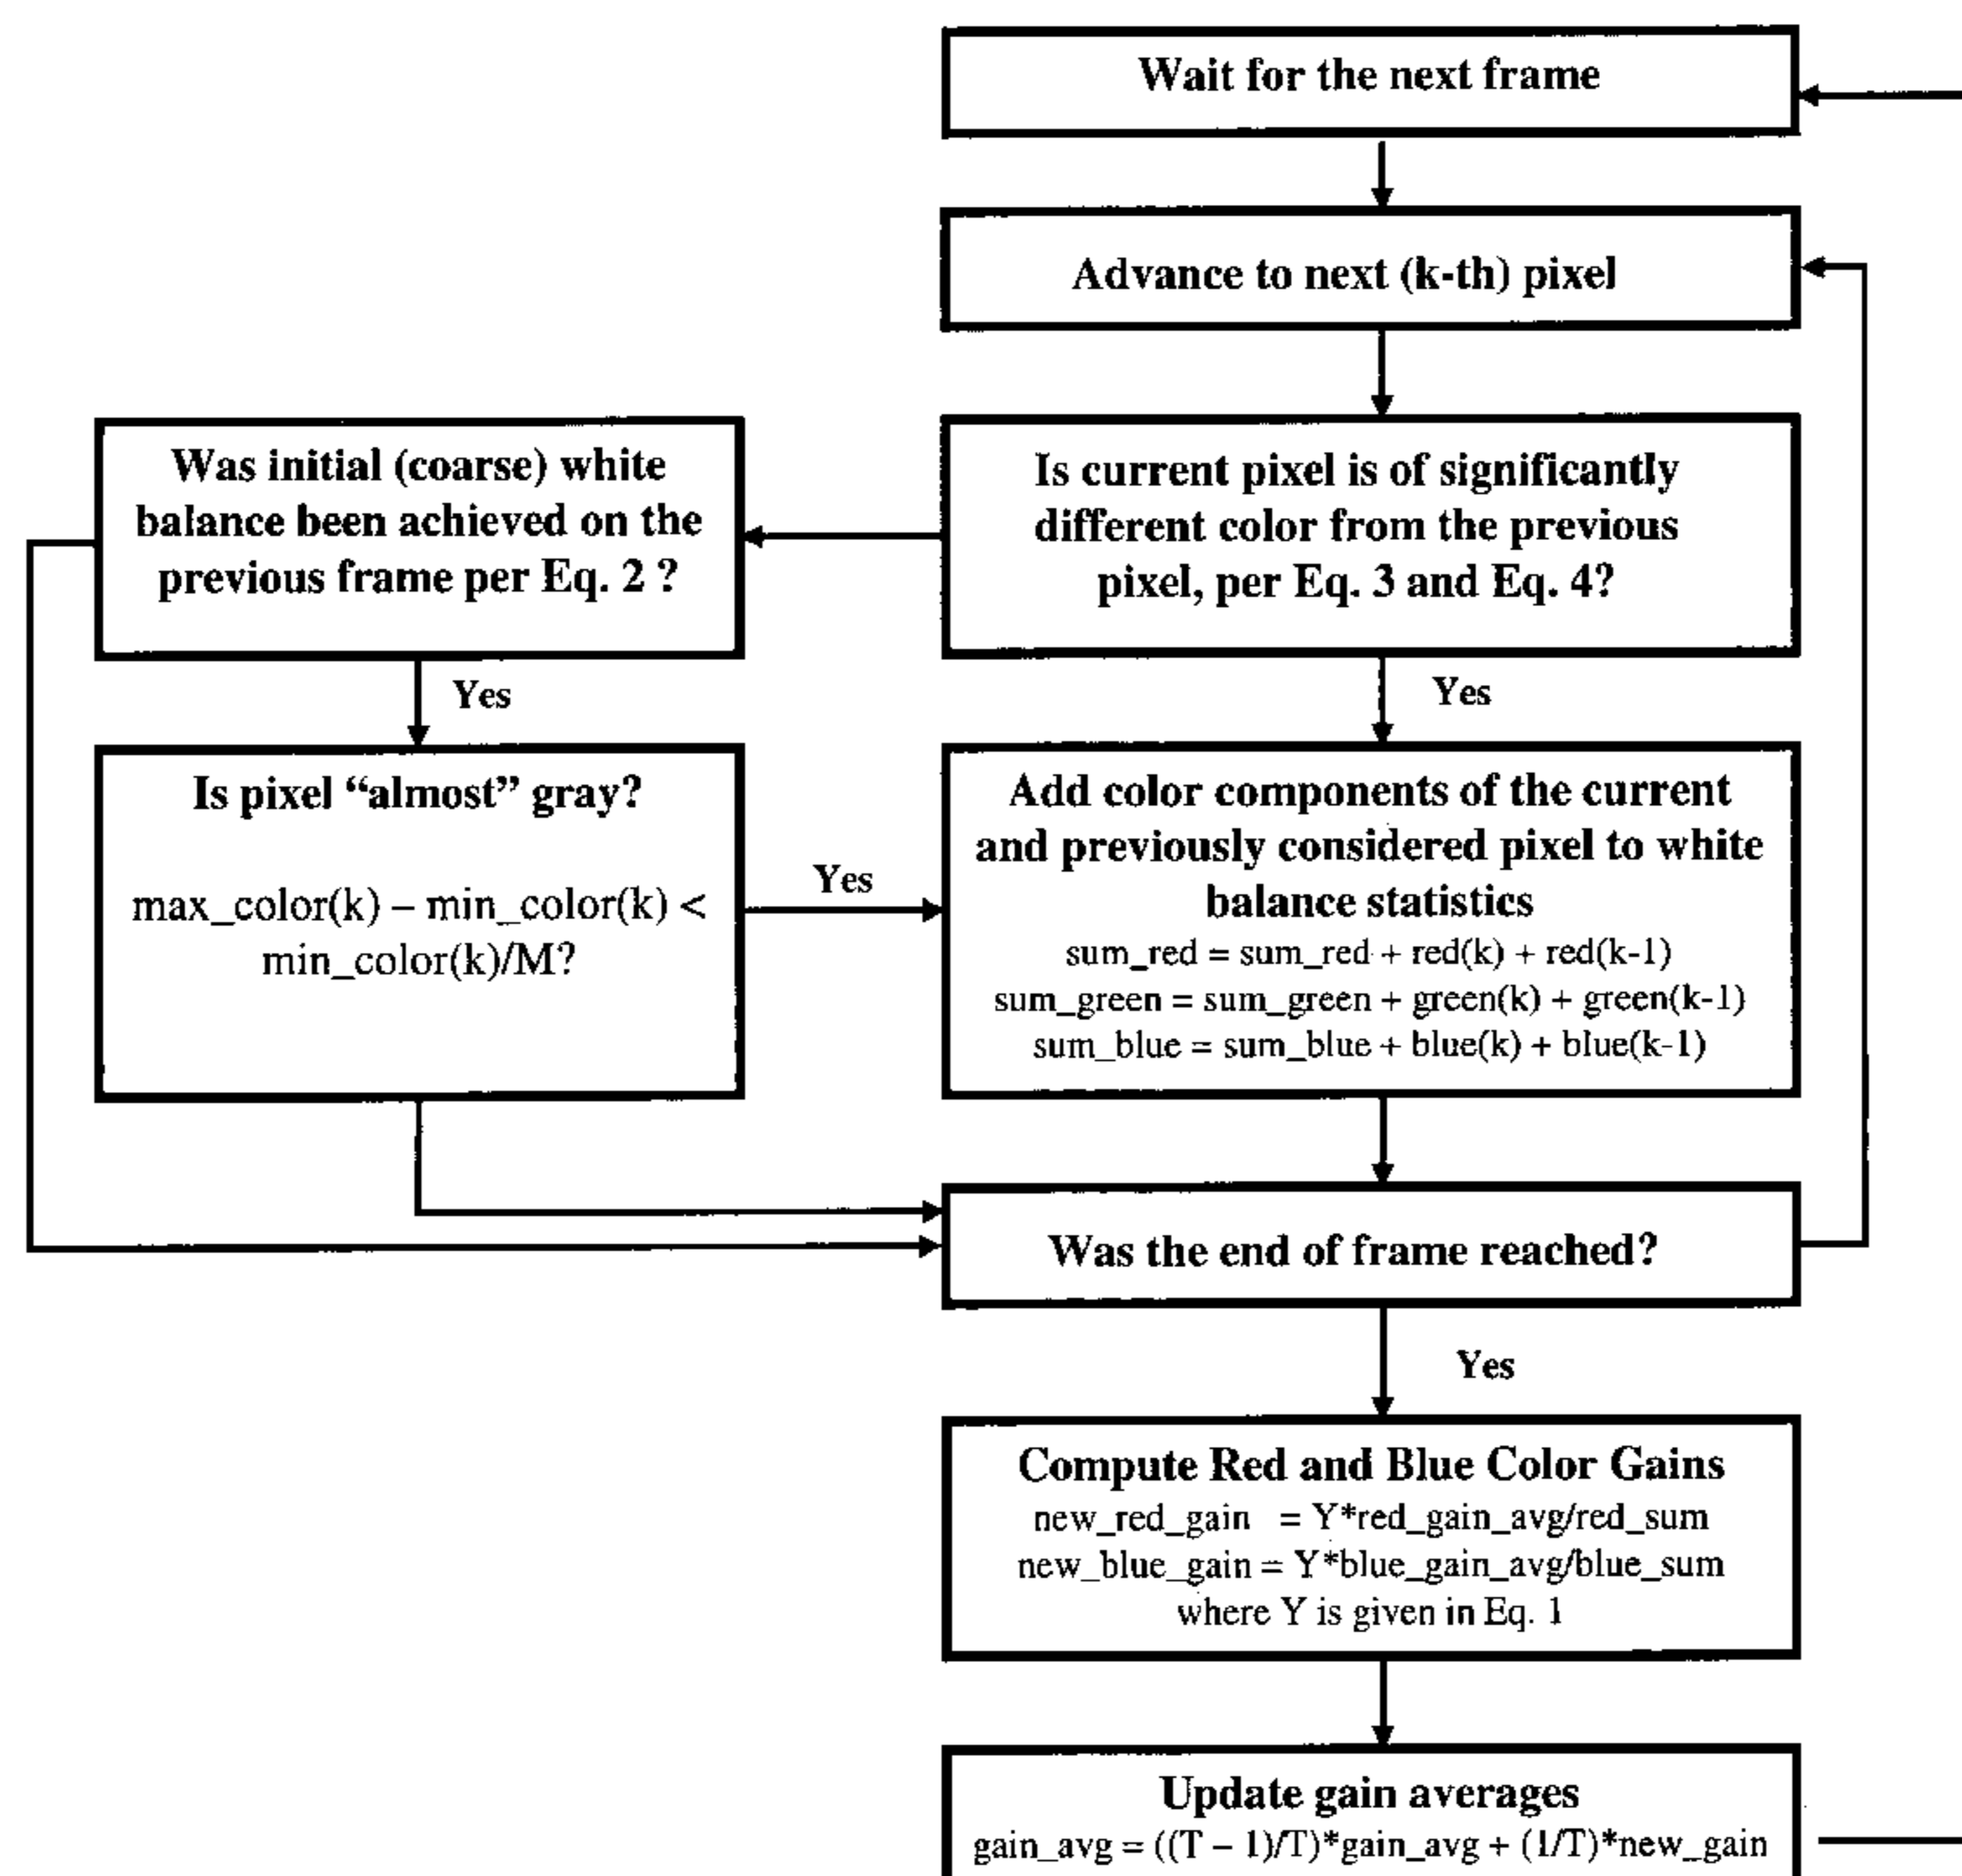 Wait for the next frame
Advance to next (k-th) pixel
Was initial (coarse) white
balance been achieved on the
previous frame per Eq. 2 ?
Is current pixel is of significantly
different color from the previous
pixel, per Eq. 3 and Eq. 4?
Yes
Yes
Is pixel “almost” gray?
max_color(k) – min_color(k) <
min_color(k)/M?
Yes
Add color components of the current
and previously considered pixel to white
balance statistics
sum_red = sum_red + red(k) + red(k-1)
sum_green = sum_green + green(k) + green(k-1)
sum_blue = sum_blue + blue(k) + blue(k-1)
Was the end of frame reached?
Yes
Compute Red and Blue Color Gains
new_red_gain = Y*red_gain_avg/red_sum
new_blue_gain = Y*blue_gain_avg/blue_sum
where Y is given in Eq. 1
Update gain averages
gain_avg = ((T – 1)/T)*gain_avg + (1/T)*new_gain